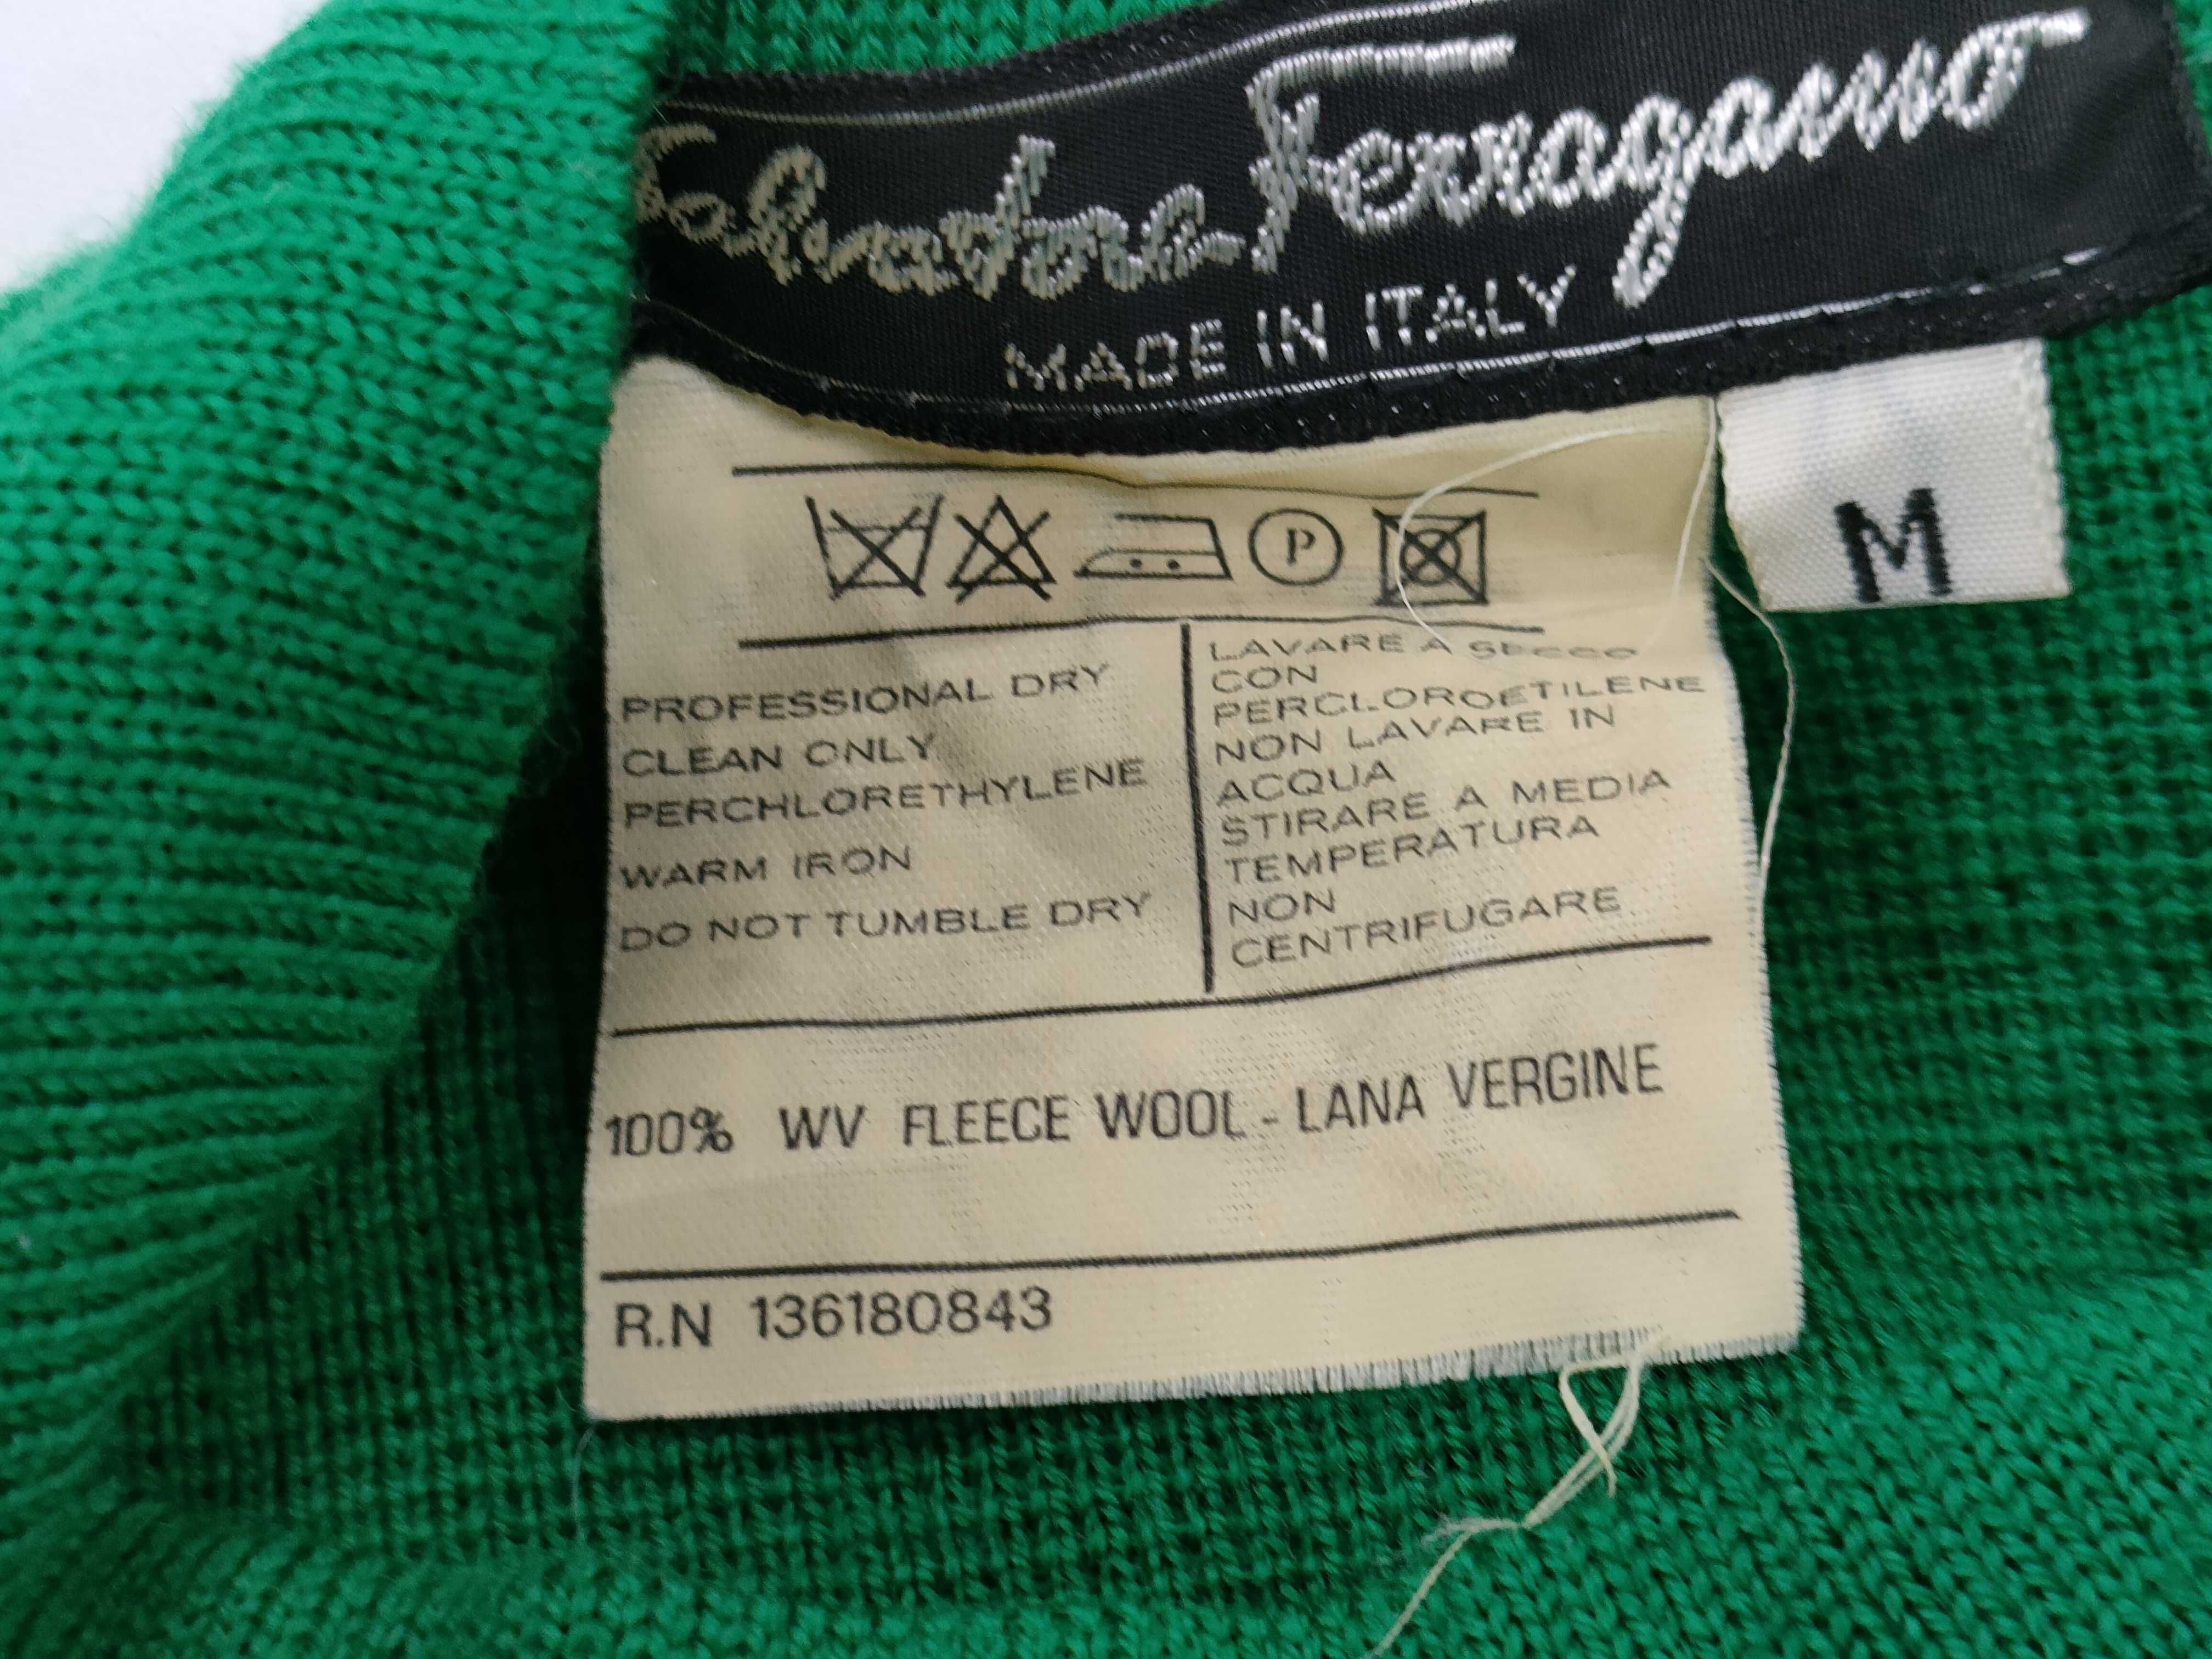 Salvatore Ferragamo
MADE IN ITALY
M
P
PROFESSIONAL DRY
CLEAN ONLY
PERCHLORETHYLENE
WARM IRON
DO NOT TUMBLE DRY
LAVARE A SECCO
CON
PERCLOROETILENE
NON LAVARE IN
ACQUA
STIRARE A MEDIA
TEMPERATURA
NON
CENTRIFUGARE
100% WV FLEECE WOOL - LANA VERGINE
R.N 136180843